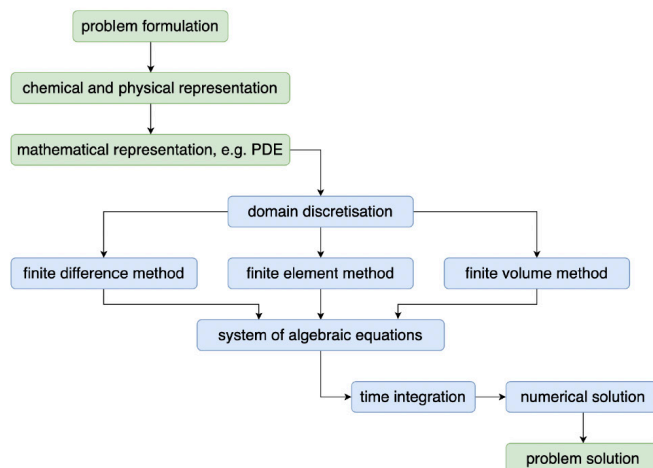 problem formulation
chemical and physical representation
mathematical representation, e.g. PDE
domain discretisation
finite difference method
finite element method
finite volume method
system of algebraic equations
time integration
numerical solution
problem solution